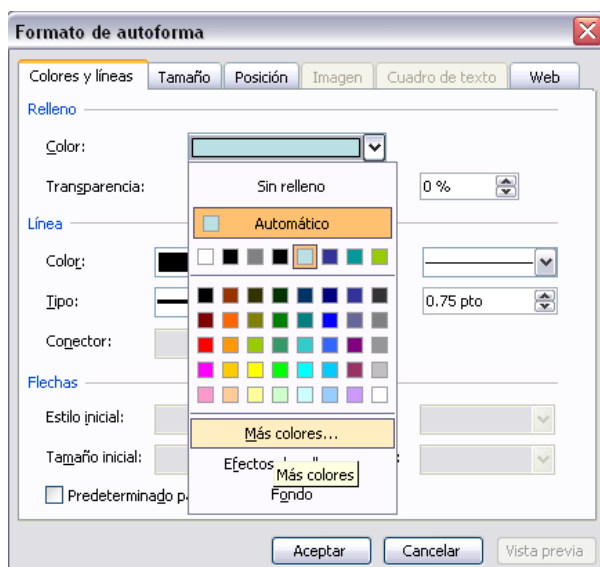 Formato de autoforma
Colores y líneas Tamaño Posición Imagen Cuadro de texto Web
Relleno
Color:
Transparencia: Sin relleno 0 %
Automático
Línea
Color:
Tipo: 0.75 pto
Conector:
Flechas
Estilo inicial:
Más colores...
Tamaño inicial:
Más colores
Predeterminado
Fondo
Aceptar Cancelar Vista previa